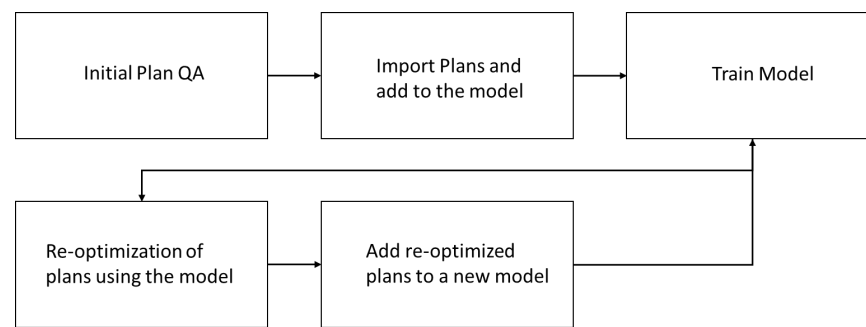 Initial Plan QA
Import Plans and
add to the model
Train Model
Re-optimization of
plans using the model
Add re-optimized
plans to a new model